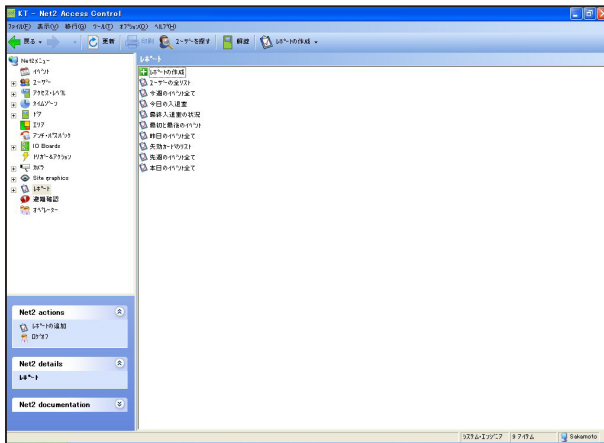 KT - Net2 Access Control
ﾌｧｲﾙ(F) 表示(V) 移行(G) ﾂｰﾙ(T) ｵﾌﾟｼｮﾝ(O) ﾍﾙﾌﾟ(H)
戻る 更新 印刷 ﾕｰｻﾞｰを探す 解錠 ﾚﾎﾟｰﾄの作成
Net2ﾒﾆｭｰ
ｲﾍﾞﾝﾄ
ﾕｰｻﾞｰ
ｱｸｾｽ･ﾚﾍﾞﾙ
ﾀｲﾑｿﾞｰﾝ
ﾄﾞｱ
ｴﾘｱ
ｱﾝﾁ･ﾊﾟｽﾊﾞｯｸ
IO Boards
ﾄﾘｶﾞｰ&ｱｸｼｮﾝ
ｶﾒﾗ
Site graphics
ﾚﾎﾟｰﾄ
避難確認
ｵﾍﾟﾚｰﾀｰ
Net2 actions
ﾚﾎﾟｰﾄの追加
ﾛｸﾞｵﾌ
Net2 details
ﾚﾎﾟｰﾄ
Net2 documentation
ﾚﾎﾟｰﾄ
ﾚﾎﾟｰﾄの作成
ﾕｰｻﾞｰの全ﾘｽﾄ
今週のｲﾍﾞﾝﾄ全て
今日の入退室
最終入退室の状況
最初と最後のｲﾍﾞﾝﾄ
昨日のｲﾍﾞﾝﾄ全て
失効ｶｰﾄﾞのﾘｽﾄ
先週のｲﾍﾞﾝﾄ全て
本日のｲﾍﾞﾝﾄ全て
ｼｽﾃﾑ･ｴﾝｼﾞﾆｱ 9 ｱｲﾃﾑ Sakamoto